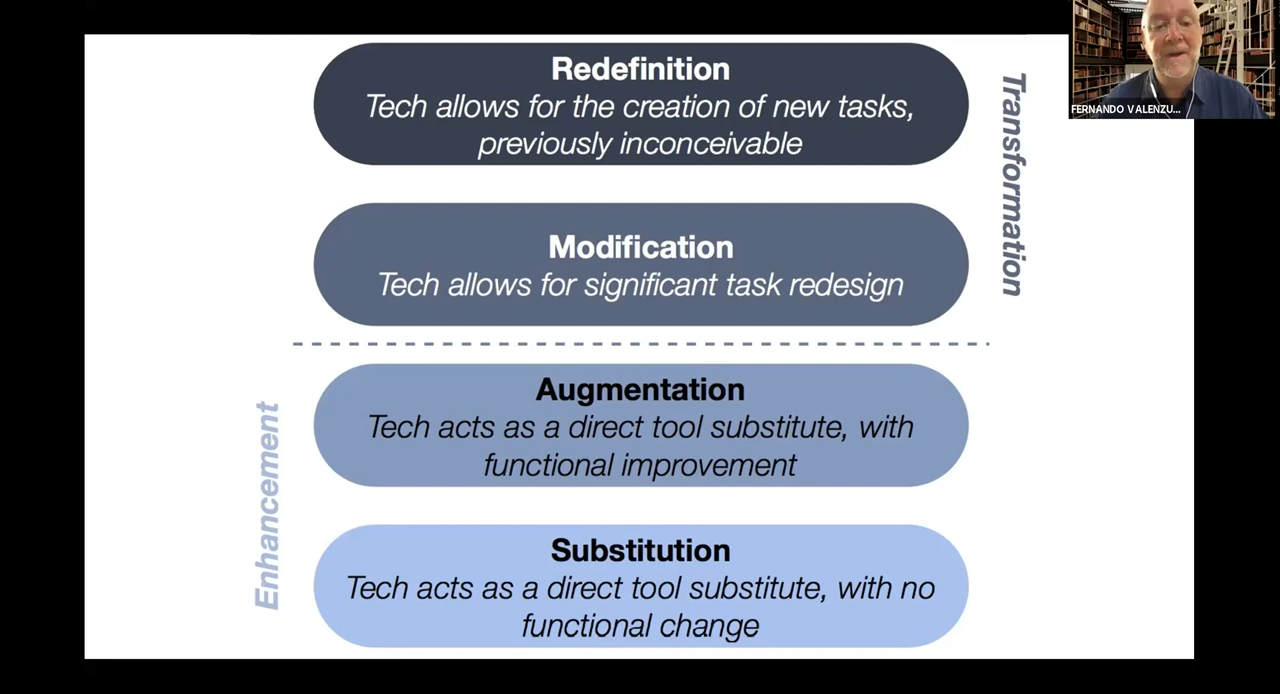 Redefinition
Tech allows for the creation of new tasks,
previously inconceivable
Transformation
FERNANDO VALENZU...
Modification
Tech allows for significant task redesign
Augmentation
Tech acts as a direct tool substitute, with
functional improvement
Enhancement
Substitution
Tech acts as a direct tool substitute, with no
functional change